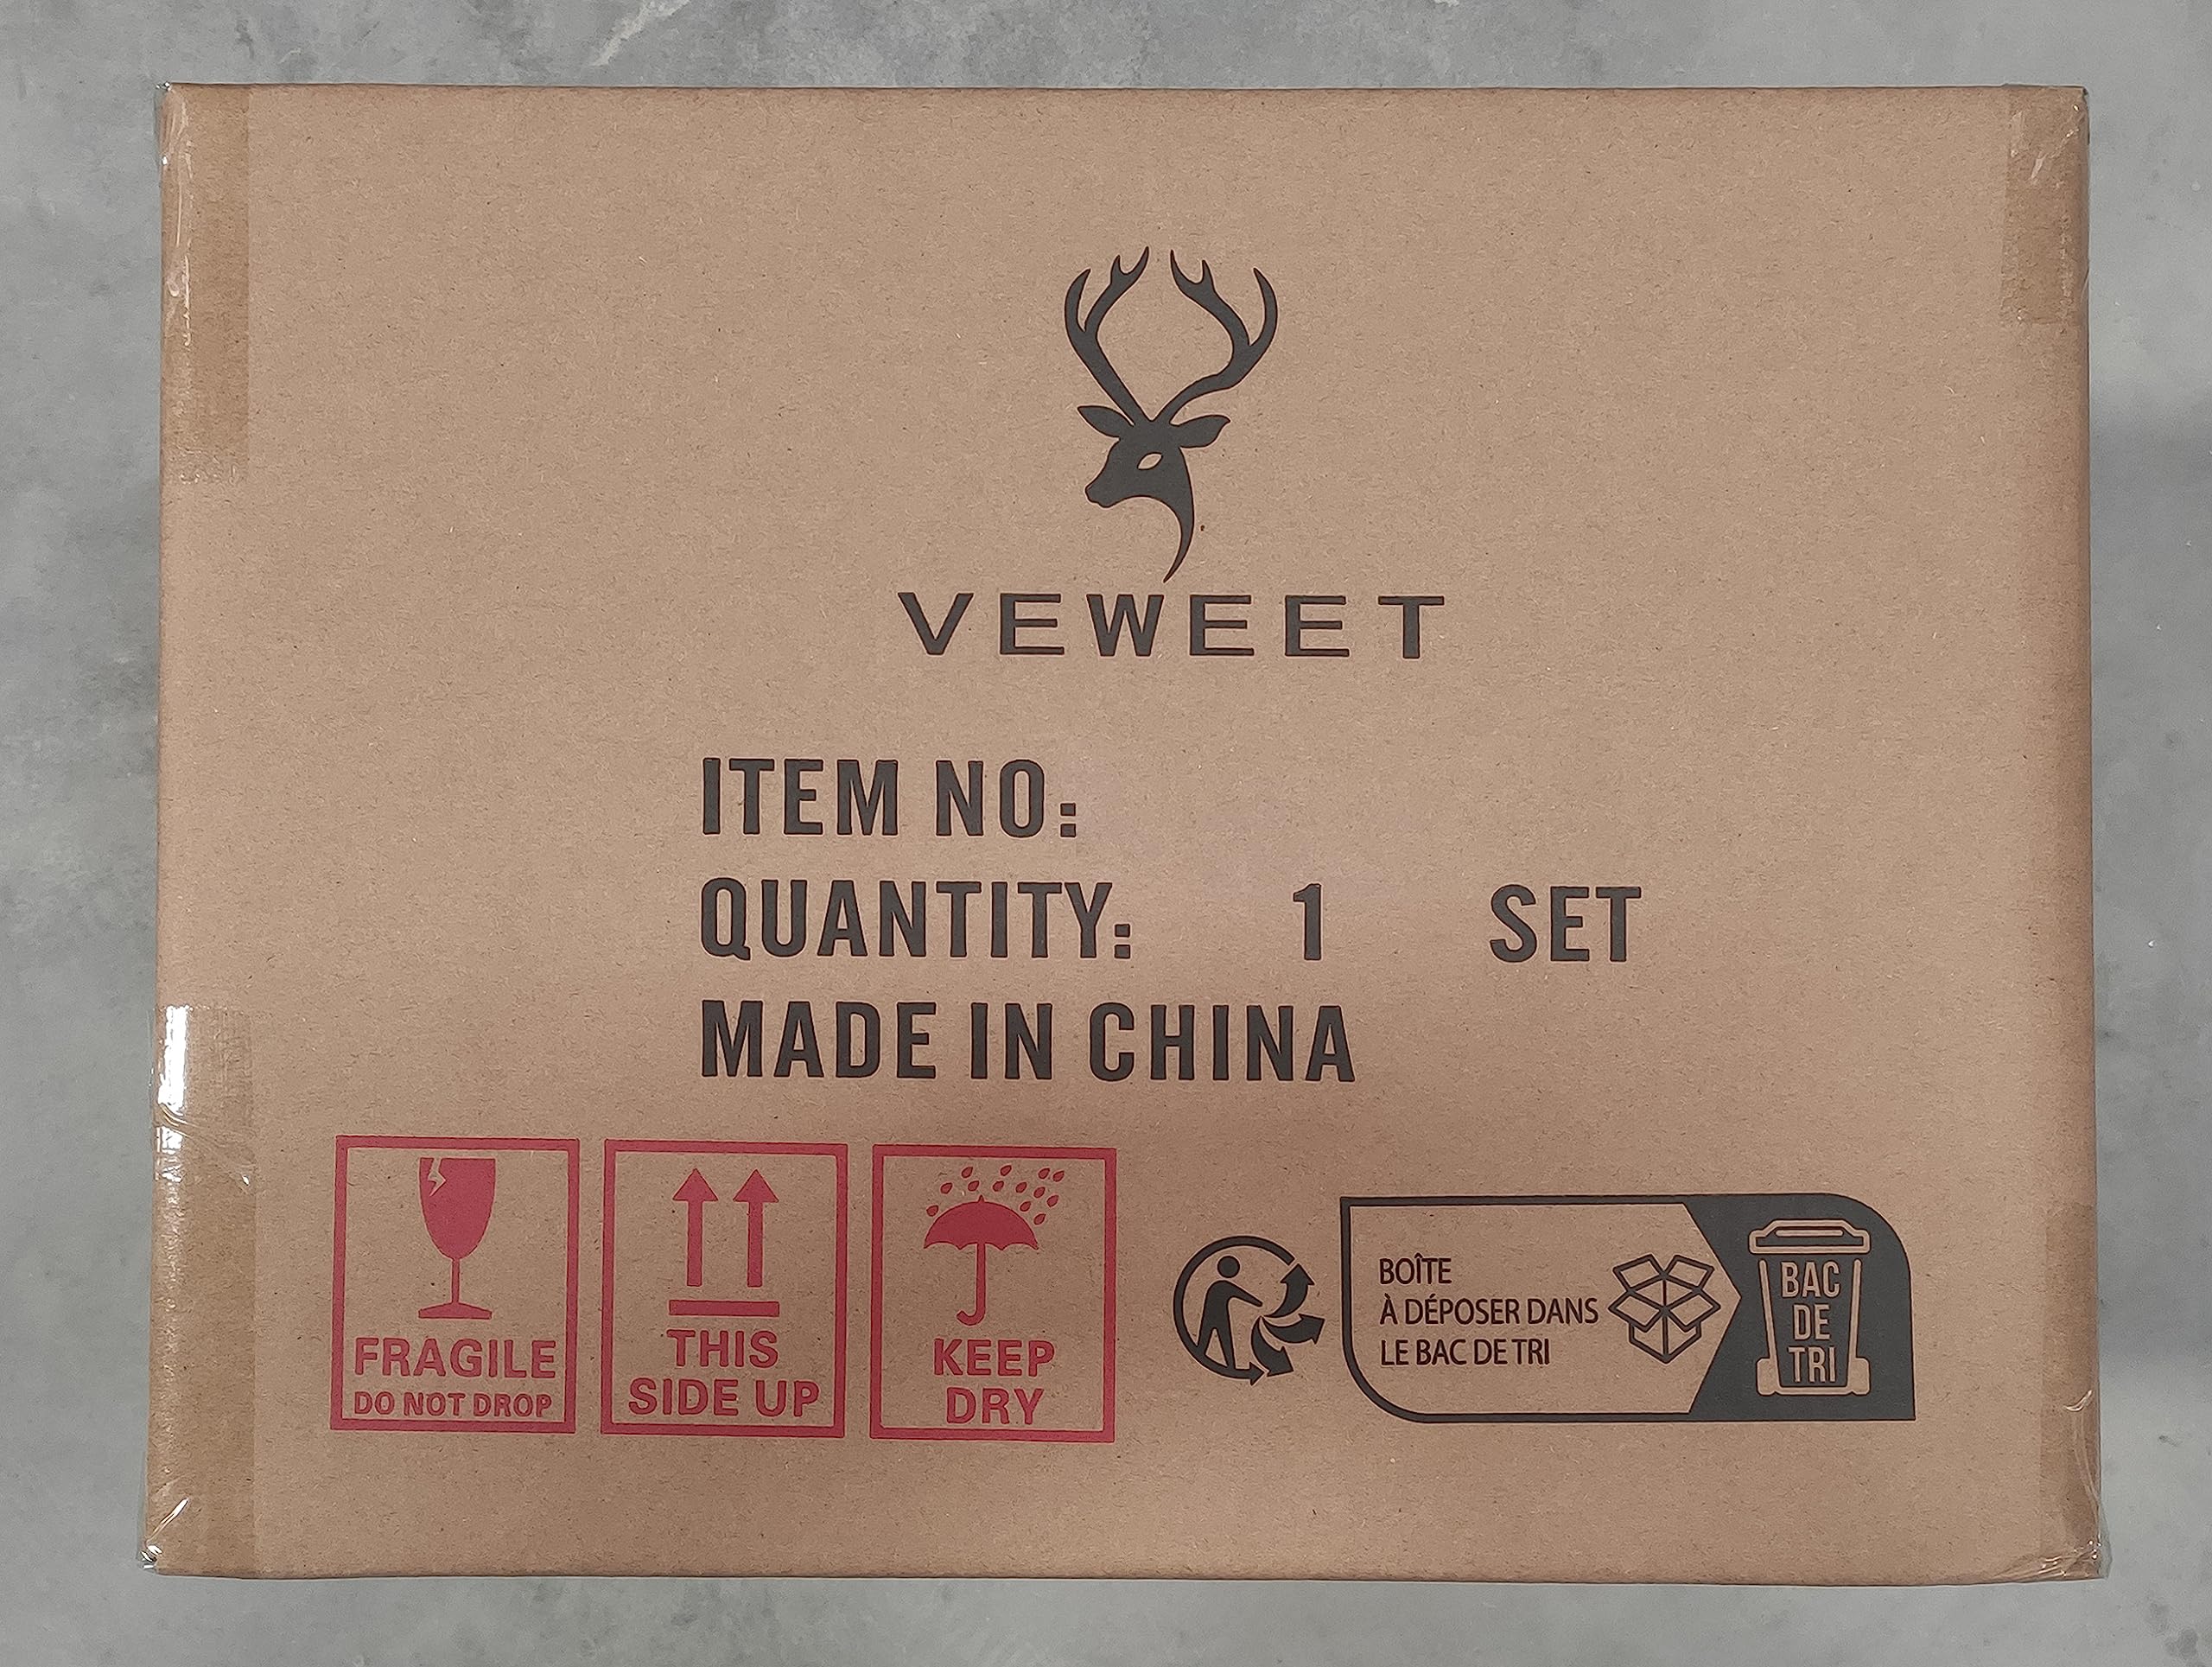 VEWEET
ITEM NO:
QUANTITY: 1 SET
MADE IN CHINA
FRAGILE
DO NOT DROP
THIS
SIDE UP
KEEP
DRY
BOÎTE
À DÉPOSER DANS
LE BAC DE TRI
BAC
DE
TRI